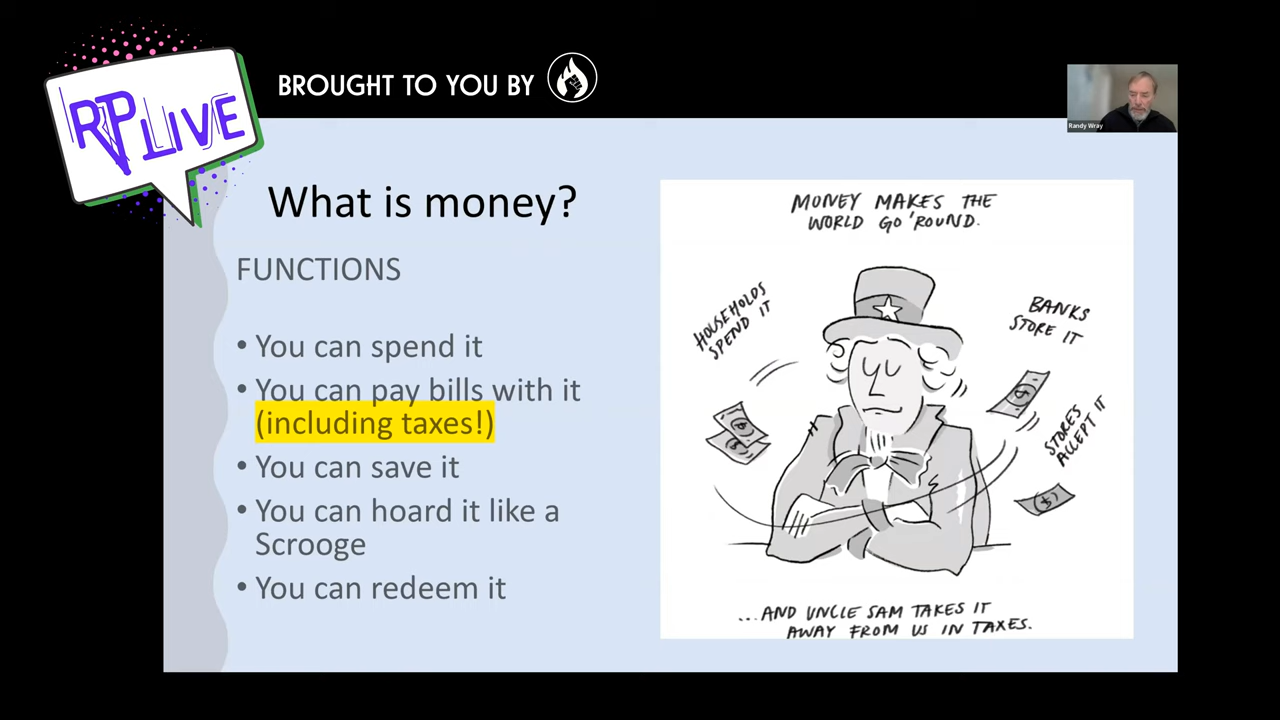 RP LIVE
BROUGHT TO YOU BY
Randy Wray
What is money?
FUNCTIONS
• You can spend it
• You can pay bills with it
(including taxes!)
• You can save it
• You can hoard it like a
Scrooge
• You can redeem it
MONEY MAKES THE
WORLD GO 'ROUND.
HOUSEHOLDS
SPEND IT
BANKS
STORE IT
STORES
ACCEPT IT
...AND UNCLE SAM TAKES IT
AWAY FROM US IN TAXES.